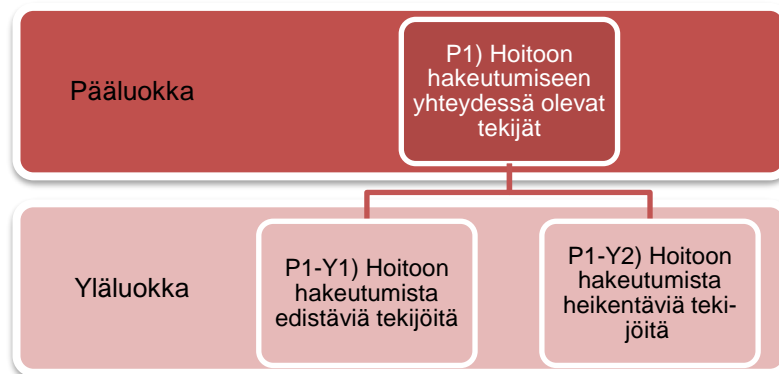 Pääluokka
P1) Hoitoon
hakeutumiseen
yhteydessä olevat
tekijät
Yläluokka
P1-Y1) Hoitoon
hakeutumista
edistäviä tekijöitä
P1-Y2) Hoitoon
hakeutumista
heikentäviä teki-
jöitä